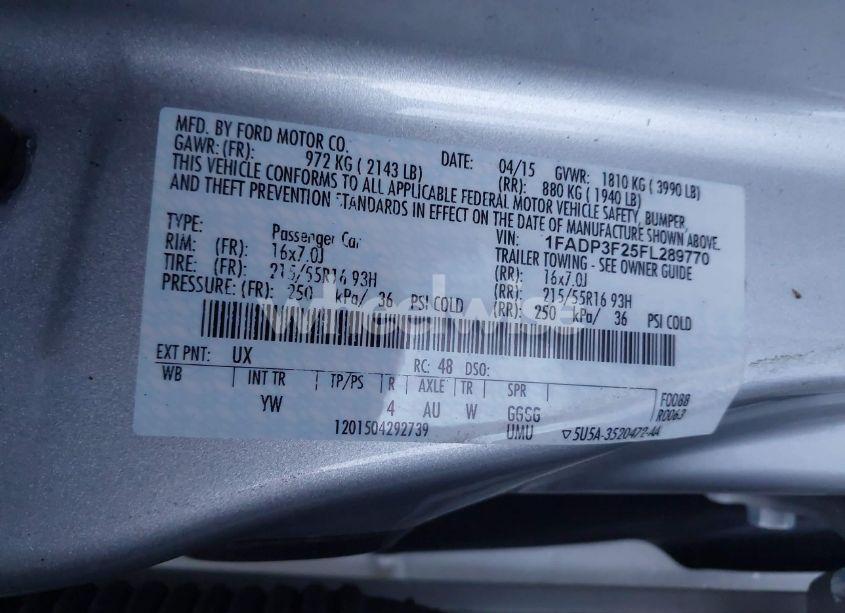 MFD. BY FORD MOTOR CO. DATE: 04/15 GVWR: 1810 KG ( 3990 LB)
GAWR: (FR): 972 KG ( 2143 LB) (RR): 880 KG ( 1940 LB)
THIS VEHICLE CONFORMS TO ALL APPLICABLE FEDERAL MOTOR VEHICLE SAFETY, BUMPER,
AND THEFT PREVENTION STANDARDS IN EFFECT ON THE DATE OF MANUFACTURE SHOWN ABOVE.
VIN: 1FADP3F25FL289770
TYPE: Passenger Car TRAILER TOWING - SEE OWNER GUIDE
RIM: (FR): 16x7.0J (RR): 16x7.0J
TIRE: (FR): 215/55R16 93H (RR): 215/55R16 93H
PRESSURE: (FR): 250 kPa/ 36 PSI COLD (RR): 250 kPa/ 36 PSI COLD
wheelwise
EXT PNT: UX RC: 48 DSO:
WB INT TR TP/PS R AXLE TR SPR
YW 4 AU W GGSG
F0088
R0063
1201504292739 UMU ▽5U5A-3520472-AA